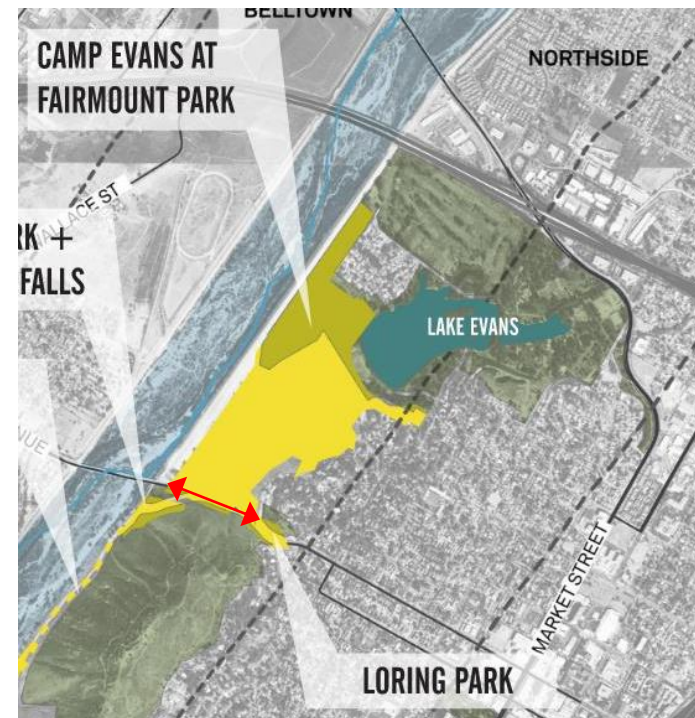 BELLTOWN
CAMP EVANS AT
FAIRMOUNT PARK
NORTHSIDE
RK +
FALLS
LAKE EVANS
MARKET STREET
LORING PARK